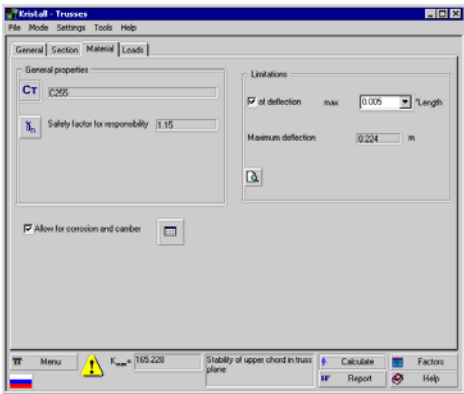 Kristall - Trusses
File Mode Settings Tools Help
General Section Material Loads
General properties
Ст C255
γn Safety factor for responsibility 1.15
Limitations
of deflection max 0.005 *Length
Maximum deflection 0.224 m
Allow for corrosion and camber
Menu
K = 165.220
Stability of upper chord in truss
plane
Calculate
Factors
Report
Help